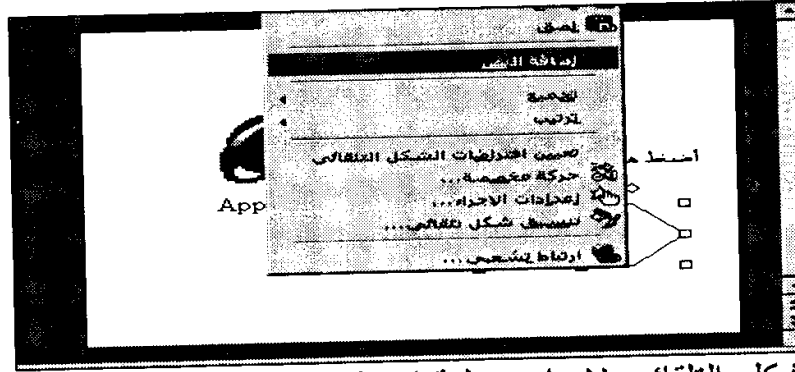 لصق
إضافة النص
تجميع
ترتيب
تعيين افتراضيات الشكل التلقائي
أضغط
حركة مخصصة...
إعدادات الإجراء...
App
تنسيق شكل تلقائي...
ارتباط تشعبي...